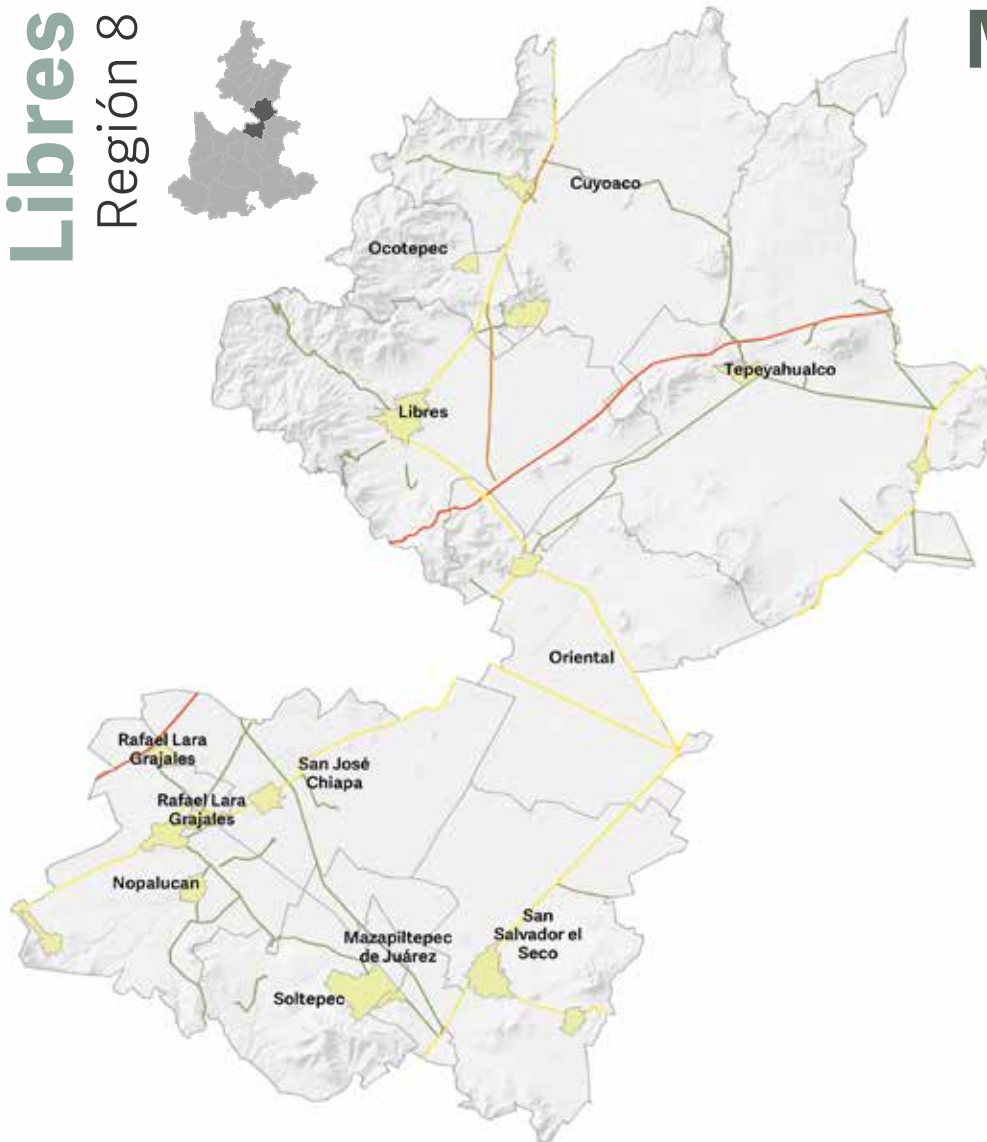 Libres
Región 8
M
Cuyoaco
Ocotepec
Tepeyahualco
Libres
Oriental
Rafael Lara
Grajales
San José
Chiapa
Rafael Lara
Grajales
Nopalucan
San
Salvador el
Seco
Mazapiltepec
de Juárez
Soltepec